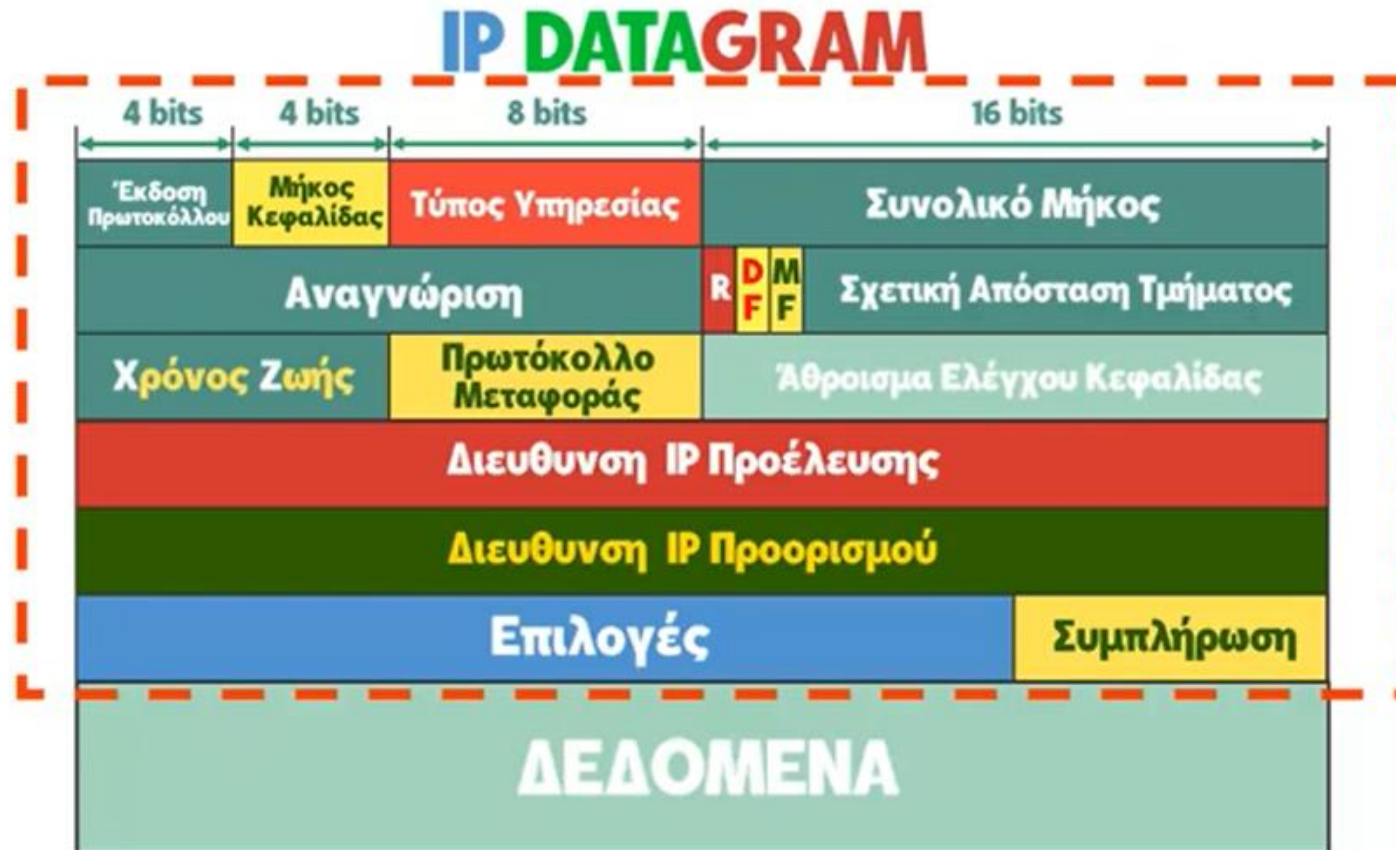 IP DATAGRAM
4 bits 4 bits 8 bits 16 bits
Έκδοση
Πρωτοκόλλου
Μήκος
Κεφαλίδας
Τύπος Υπηρεσίας
Συνολικό Μήκος
Αναγνώριση
R
D
F
M
F
Σχετική Απόσταση Τμήματος
Χρόνος Ζωής
Πρωτόκολλο
Μεταφοράς
Άθροισμα Ελέγχου Κεφαλίδας
Διευθυνση IP Προέλευσης
Διευθυνση IP Προορισμού
Επιλογές
Συμπλήρωση
ΔΕΔΟΜΕΝΑ